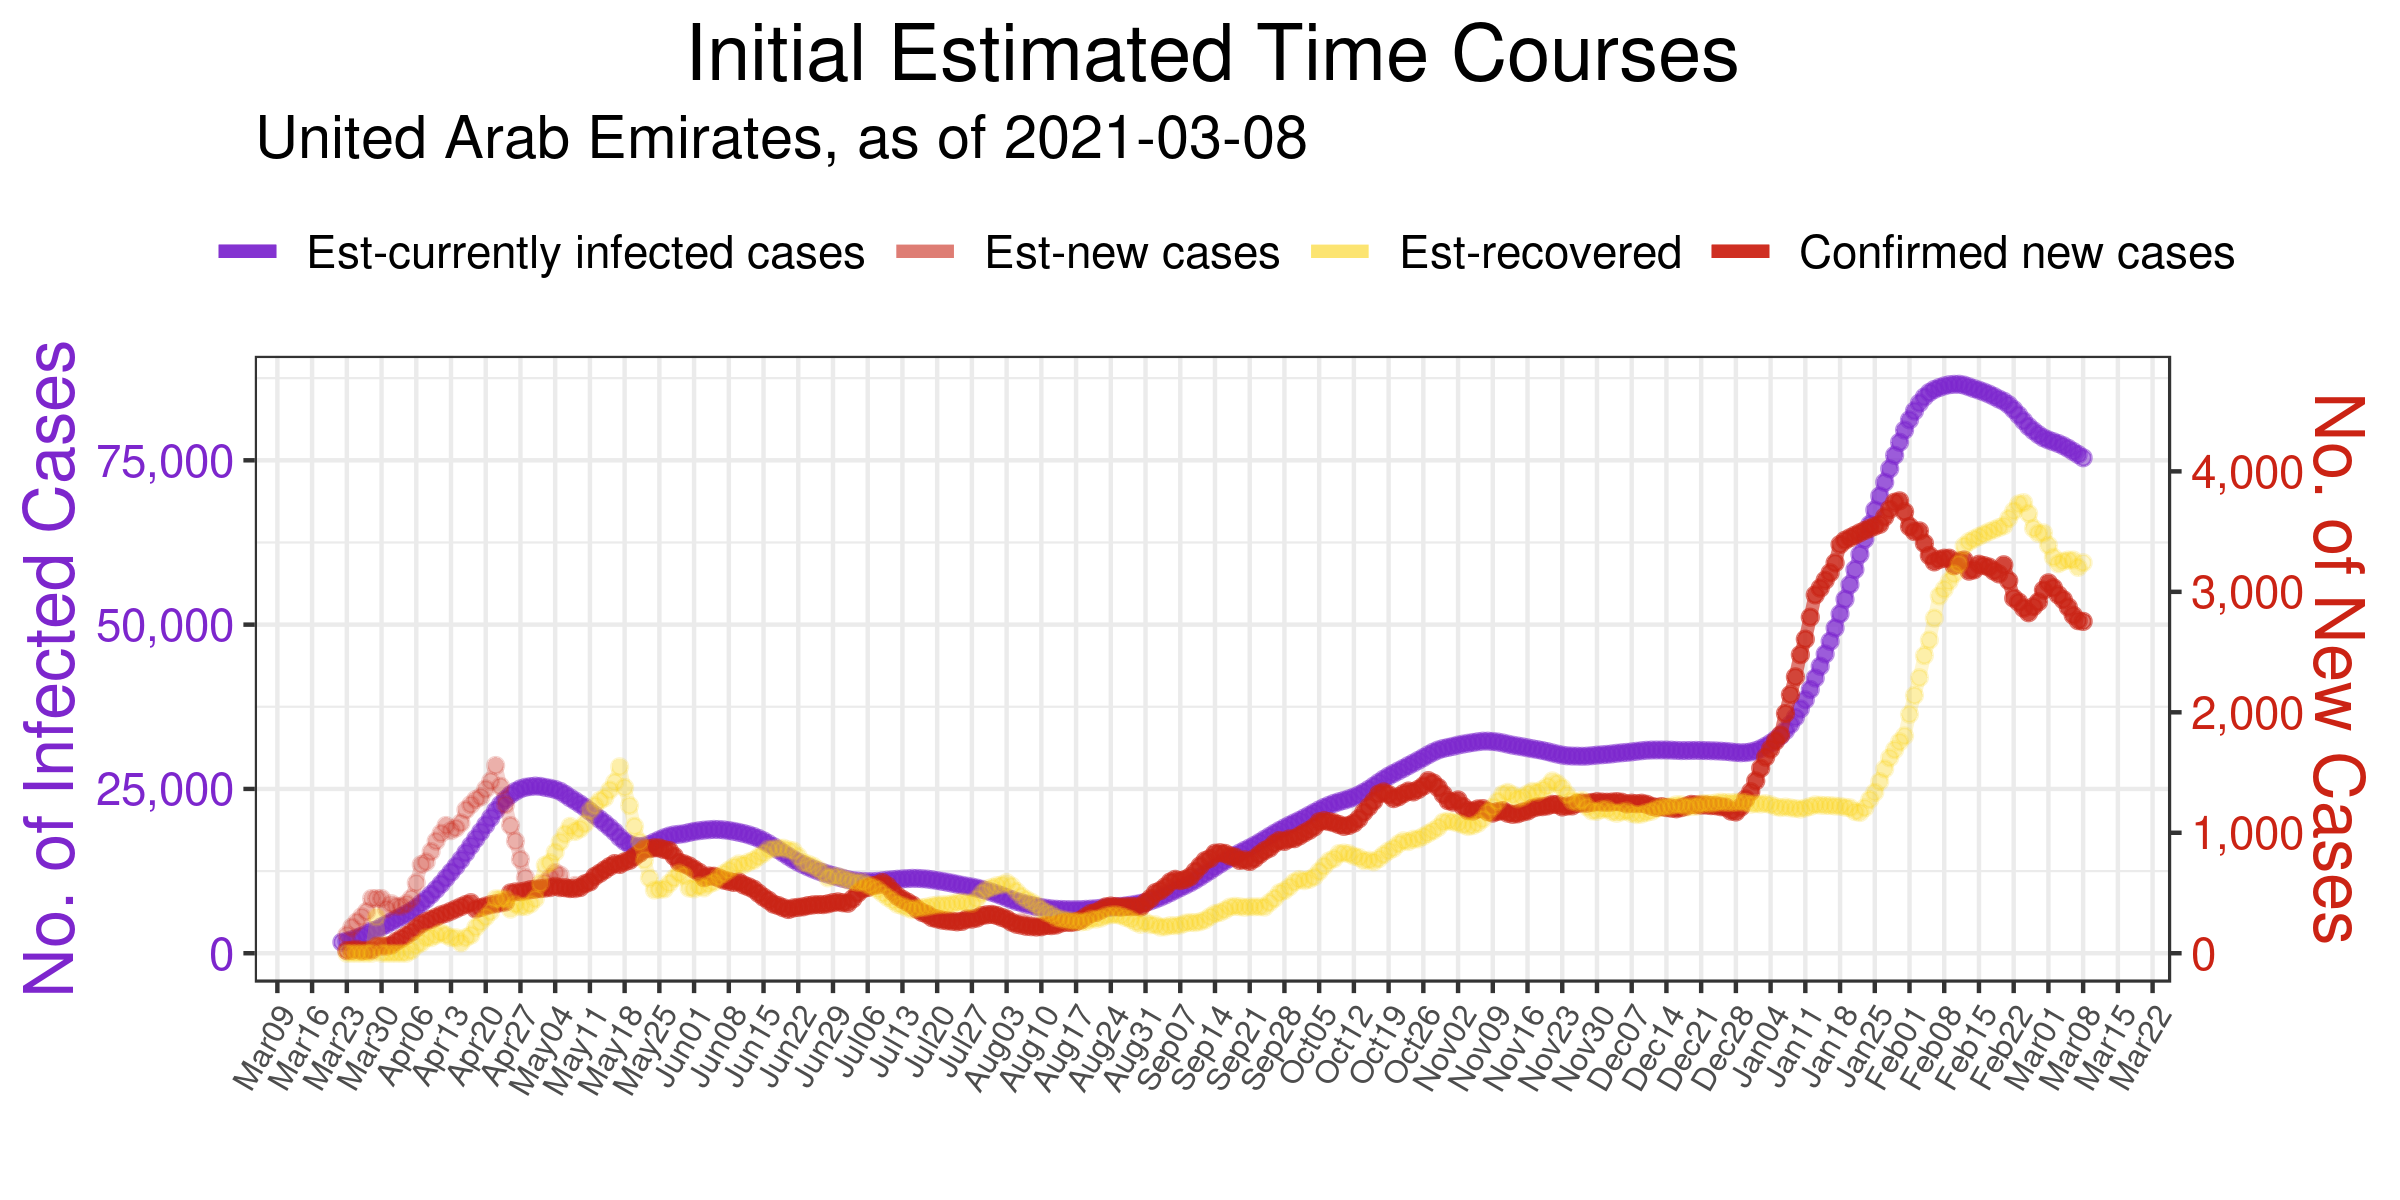 Initial Estimated Time Courses
United Arab Emirates, as of 2021-03-08
Est-currently infected cases Est-new cases Est-recovered Confirmed new cases
No. of Infected Cases
75,000
50,000
25,000
0
4,000
3,000
2,000
1,000
0
No. of New Cases
Mar09 Mar16 Mar23 Mar30 Apr06 Apr13 Apr20 Apr27 May04 May11 May18 May25 Jun01 Jun08 Jun15 Jun22 Jun29 Jul06 Jul13 Jul20 Jul27 Aug03 Aug10 Aug17 Aug24 Aug31 Sep07 Sep14 Sep21 Sep28 Oct05 Oct12 Oct19 Oct26 Nov02 Nov09 Nov16 Nov23 Nov30 Dec07 Dec14 Dec21 Dec28 Jan04 Jan11 Jan18 Jan25 Feb01 Feb08 Feb15 Feb22 Mar01 Mar08 Mar15 Mar22